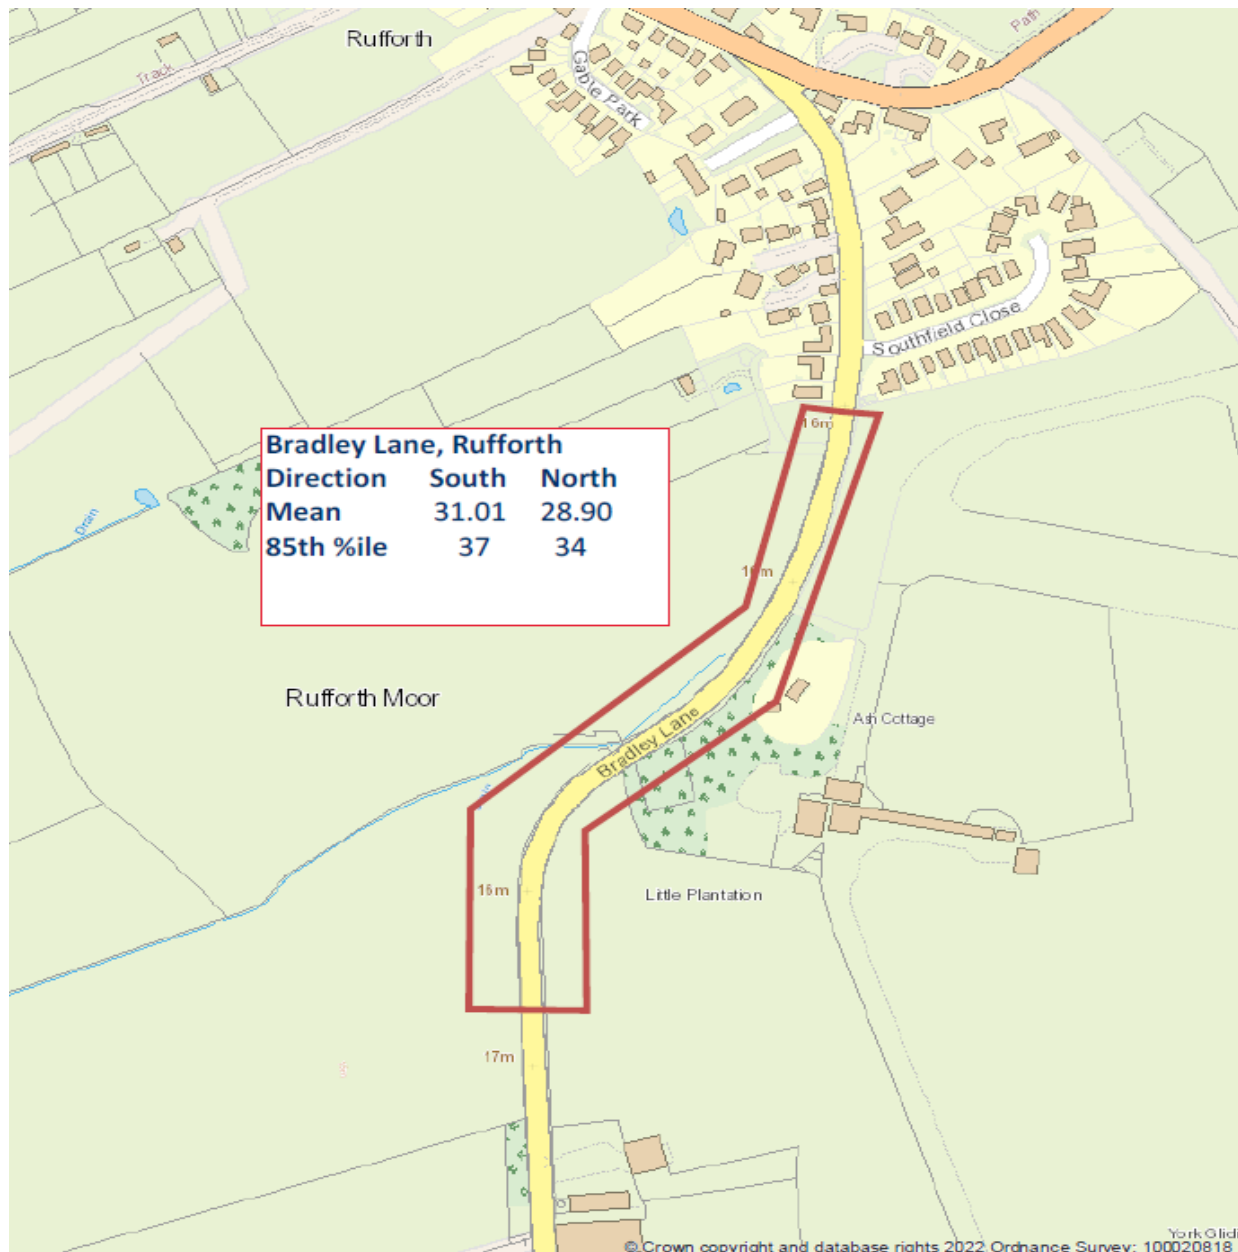 Rufforth
Path
Track
Gable Park
Southfield Close
16m
Bradley Lane, Rufforth
Direction South North
Mean 31.01 28.90
85th %ile 37 34
Drain
Rufforth Moor
Bradley Lane
Ash Cottage
16m
Little Plantation
17m
York Glidi
© Crown copyright and database rights 2022 Ordnance Survey: 100020818